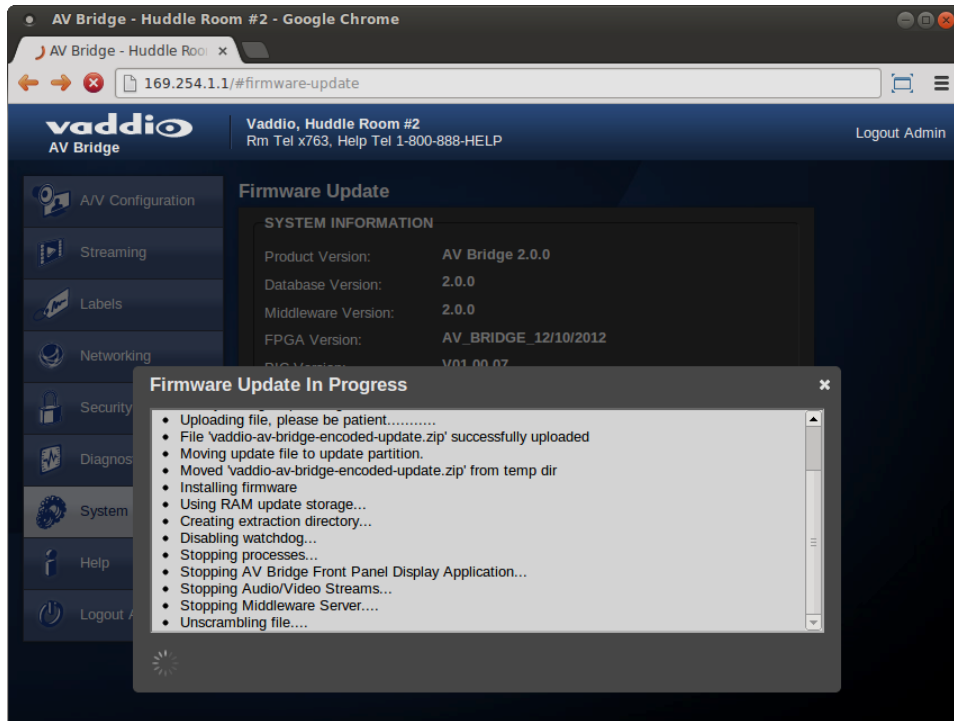 AV Bridge - Huddle Room #2 - Google Chrome
AV Bridge - Huddle Roo
169.254.1.1/#firmware-update
vaddio
AV Bridge
Vaddio, Huddle Room #2
Rm Tel x763, Help Tel 1-800-888-HELP
Logout Admin
A/V Configuration
Streaming
Labels
Networking
Security
Diagnos
System
Help
Logout A
Firmware Update
SYSTEM INFORMATION
Product Version: AV Bridge 2.0.0
Database Version: 2.0.0
Middleware Version: 2.0.0
FPGA Version: AV_BRIDGE_12/10/2012
PIC Version: V01.00.07
Firmware Update In Progress
• Uploading file, please be patient...........
• File 'vaddio-av-bridge-encoded-update.zip' successfully uploaded
• Moving update file to update partition.
• Moved 'vaddio-av-bridge-encoded-update.zip' from temp dir
• Installing firmware
• Using RAM update storage...
• Creating extraction directory...
• Disabling watchdog...
• Stopping processes...
• Stopping AV Bridge Front Panel Display Application...
• Stopping Audio/Video Streams...
• Stopping Middleware Server....
• Unscrambling file....